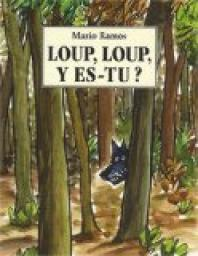 Mario Ramos
LOUP, LOUP,
Y ES-TU ?